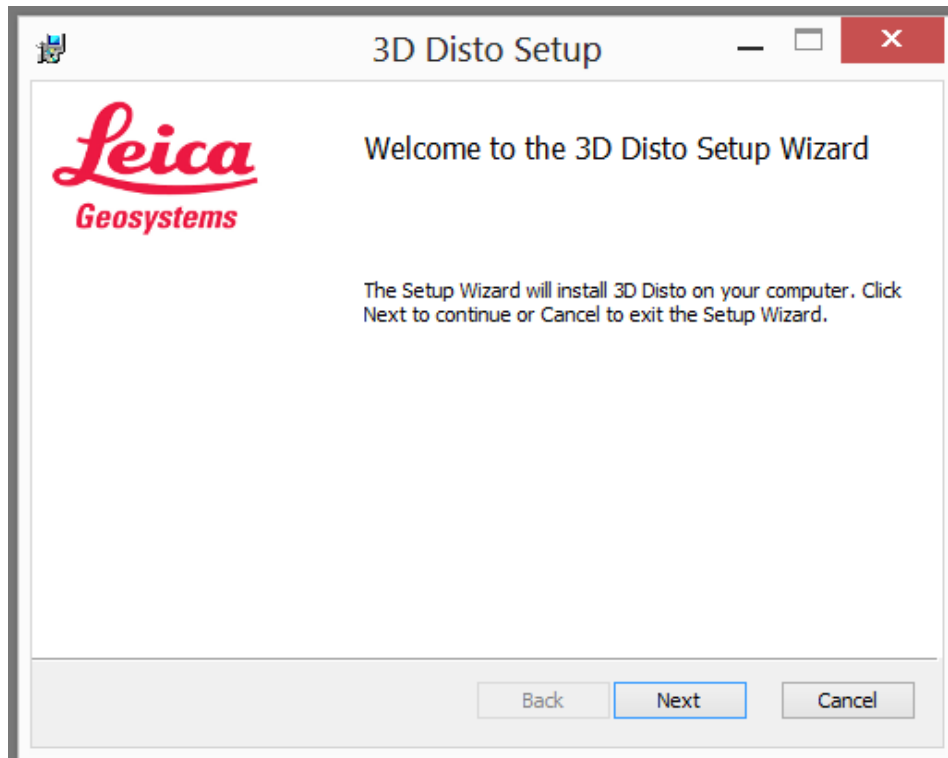 3D Disto Setup
Leica
Geosystems
Welcome to the 3D Disto Setup Wizard
The Setup Wizard will install 3D Disto on your computer. Click
Next to continue or Cancel to exit the Setup Wizard.
Back
Next
Cancel